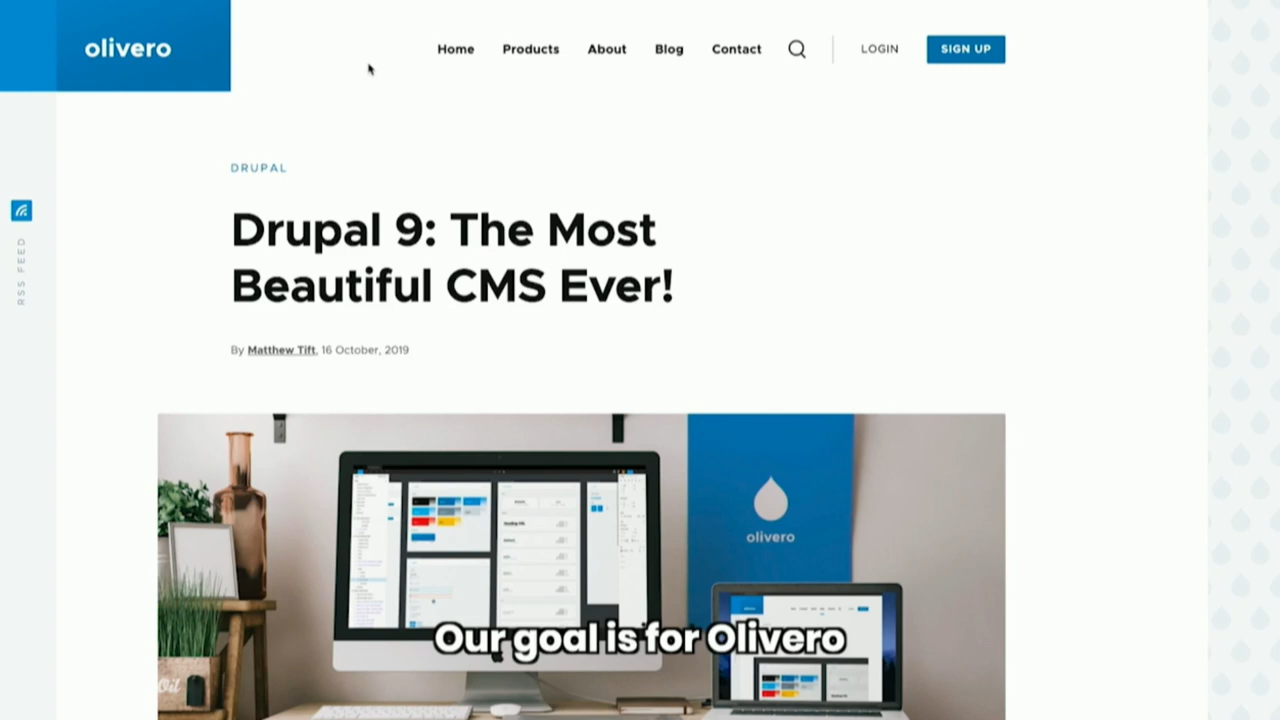 olivero
Home Products About Blog Contact LOGIN SIGN UP
DRUPAL
Drupal 9: The Most
Beautiful CMS Ever!
By Matthew Tift, 16 October, 2019
RSS FEED
olivero
Our goal is for Olivero
Oil